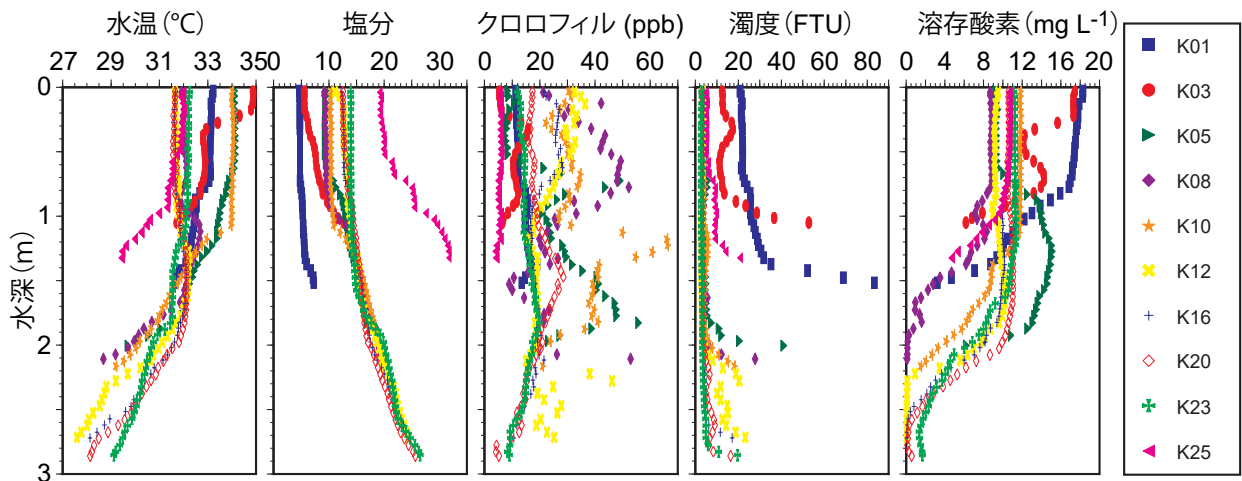 水温(℃)
塩分
クロロフィル (ppb)
濁度(FTU)
溶存酸素(mg L-1)
27 29 31 33 35
0 10 20 30
0 20 40 60
0 40 80
0 4 8 12 16 20
水深(m)
0
1
2
3
K01
K03
K05
K08
K10
K12
K16
K20
K23
K25